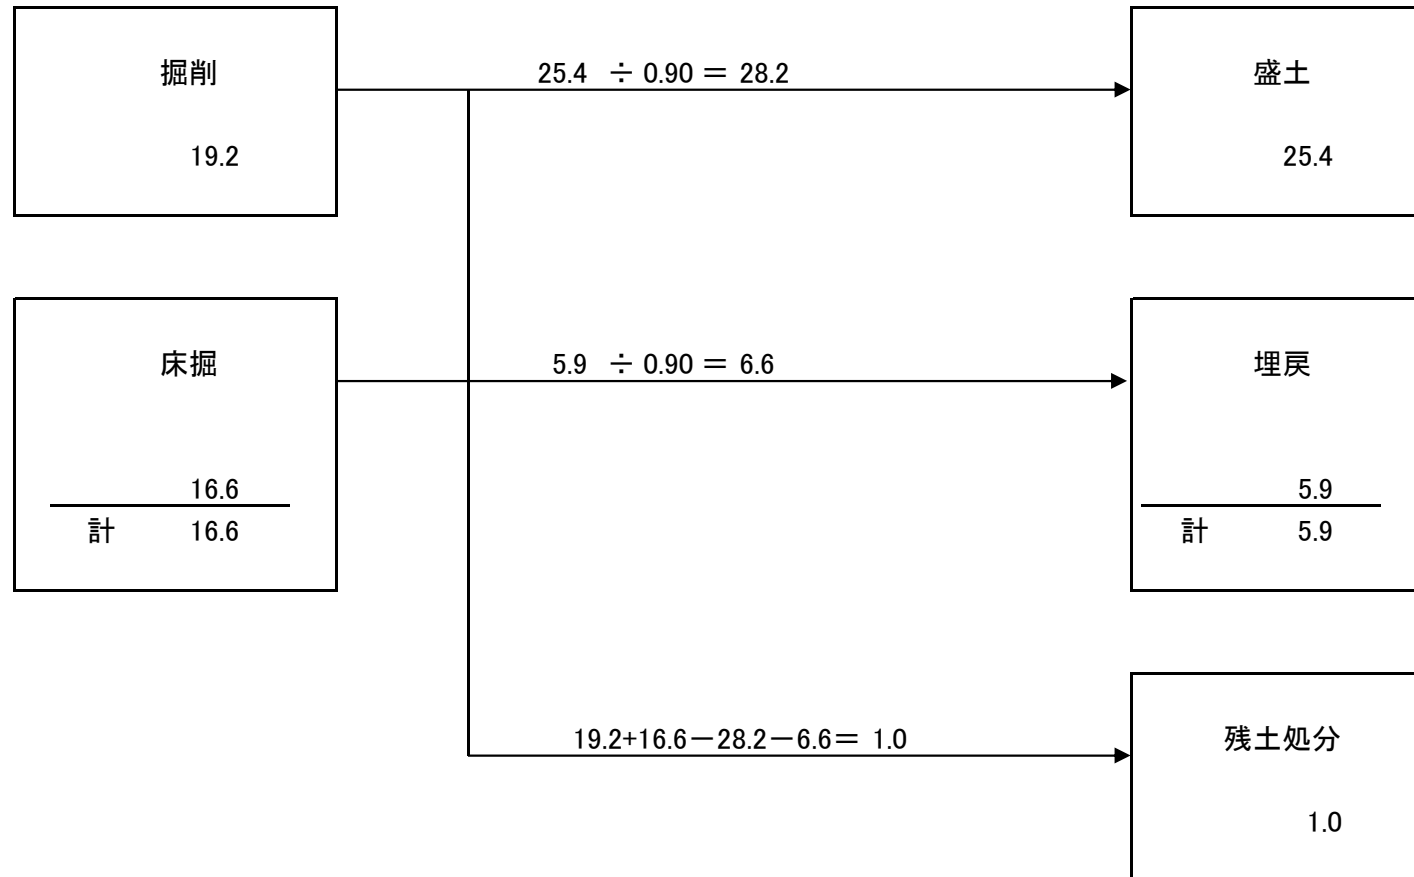 掘削
25.4 ÷ 0.90 = 28.2
盛土
19.2
25.4
床掘
5.9 ÷ 0.90 = 6.6
埋戻
16.6
5.9
計 16.6
計 5.9
19.2+16.6－28.2－6.6= 1.0
残土処分
1.0